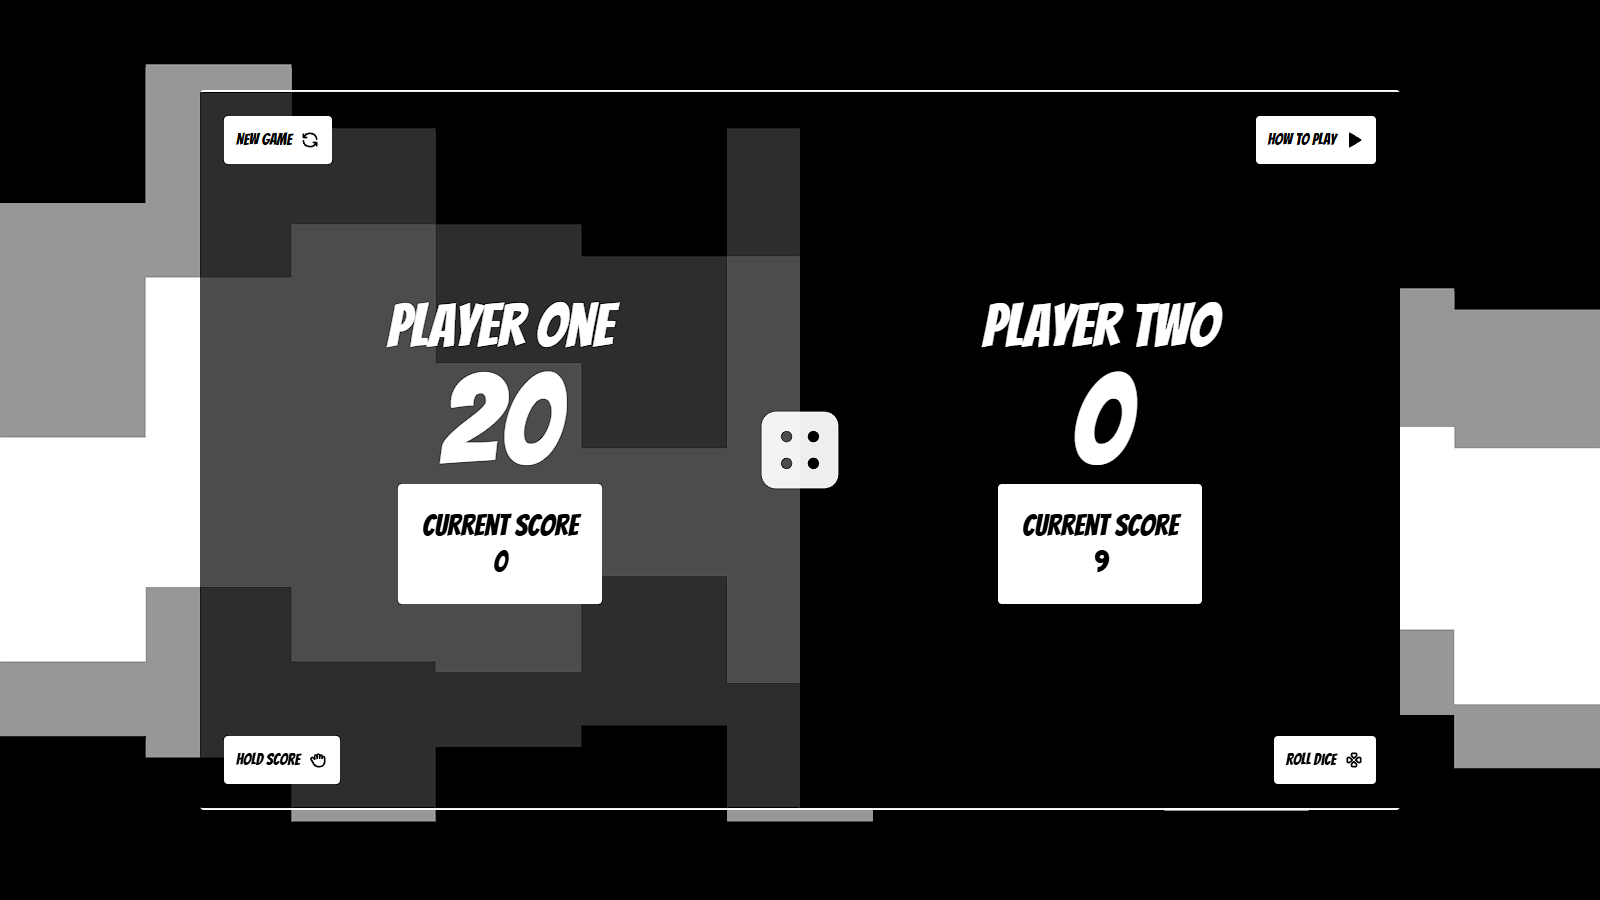 NEW GAME
HOW TO PLAY
PLAYER ONE
20
CURRENT SCORE
0
PLAYER TWO
0
CURRENT SCORE
9
HOLD SCORE
ROLL DICE